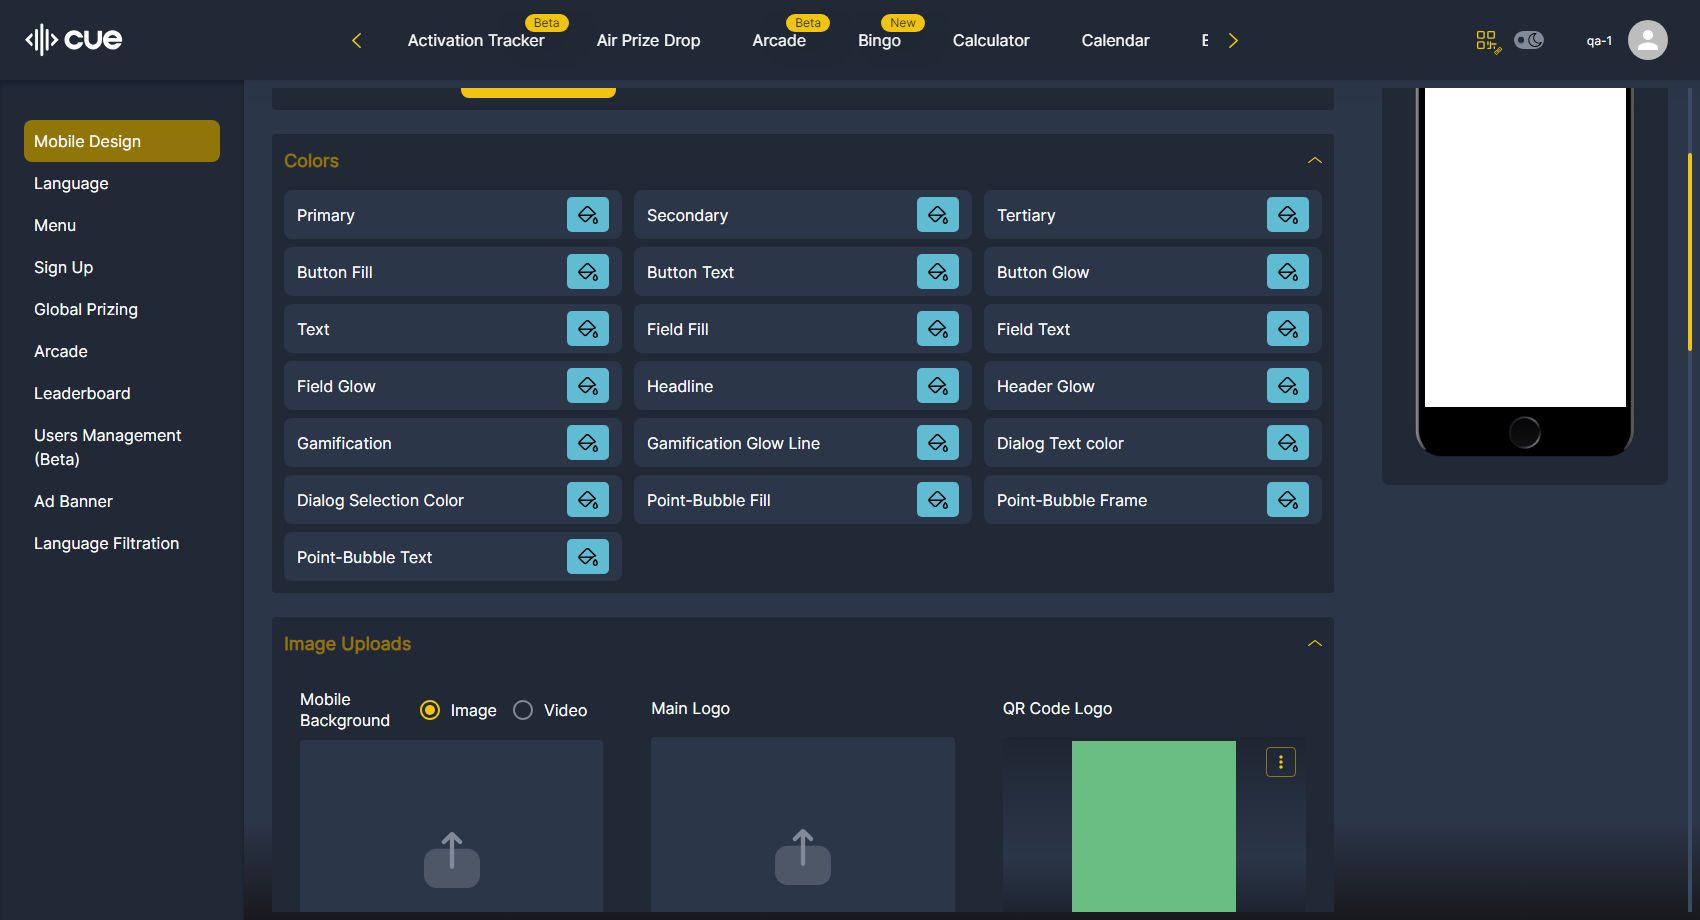 cue
Activation Tracker
Beta
Air Prize Drop
Arcade
Beta
Bingo
New
Calculator
Calendar
qa-1
Mobile Design
Language
Menu
Sign Up
Global Prizing
Arcade
Leaderboard
Users Management
(Beta)
Ad Banner
Language Filtration
Colors
Primary
Secondary
Tertiary
Button Fill
Button Text
Button Glow
Text
Field Fill
Field Text
Field Glow
Headline
Header Glow
Gamification
Gamification Glow Line
Dialog Text color
Dialog Selection Color
Point-Bubble Fill
Point-Bubble Frame
Point-Bubble Text
Image Uploads
Mobile
Background
Image
Video
Main Logo
QR Code Logo